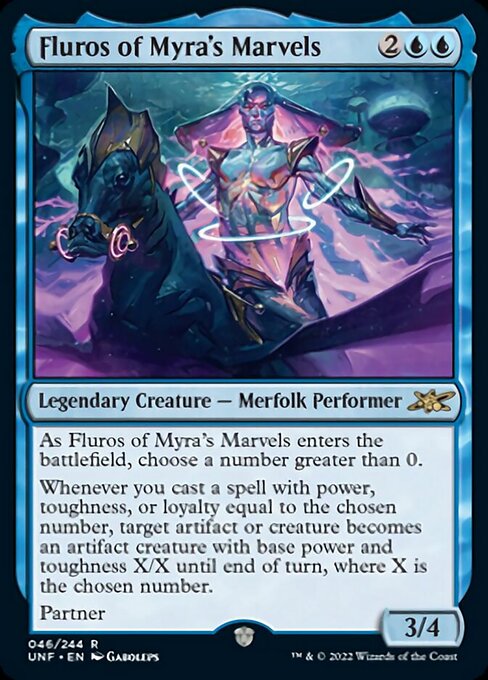 Fluros of Myra's Marvels 2
Legendary Creature — Merfolk Performer
As Fluros of Myra's Marvels enters the
battlefield, choose a number greater than 0.
Whenever you cast a spell with power,
toughness, or loyalty equal to the chosen
number, target artifact or creature becomes
an artifact creature with base power and
toughness X/X until end of turn, where X is
the chosen number.
Partner
3/4
046/244 R
UNF • EN Gaboleps
™ & © 2022 Wizards of the Coast